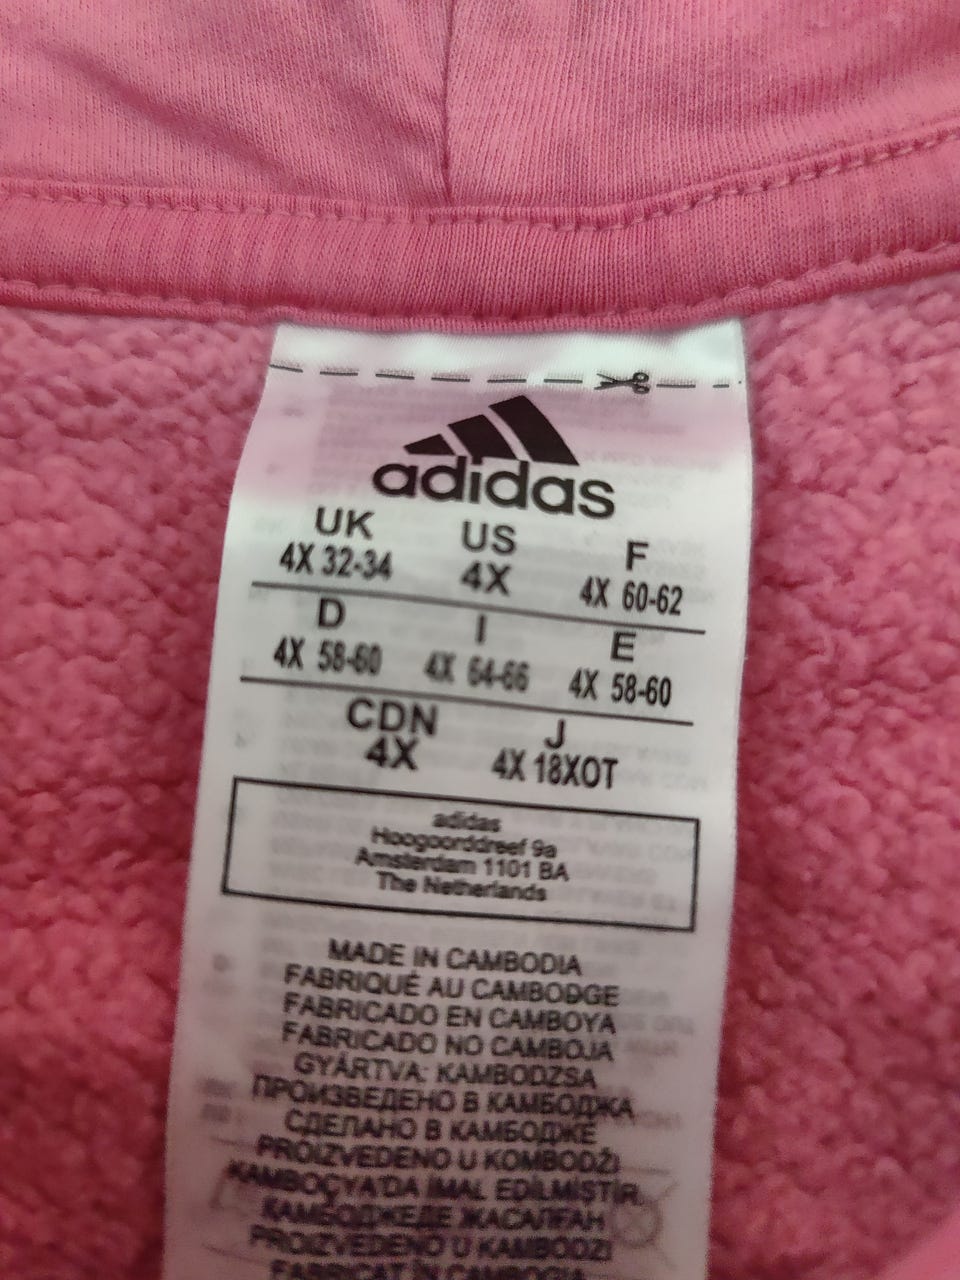 adidas
UK US F
4X 32-34 4X 4X 60-62
D I E
4X 58-60 4X 64-66 4X 58-60
CDN J
4X 4X 18XOT
adidas
Hoogoorddreef 9a
Amsterdam 1101 BA
The Netherlands
MADE IN CAMBODIA
FABRIQUÉ AU CAMBODGE
FABRICADO EN CAMBOYA
FABRICADO NO CAMBOJA
GYÁRTVA: KAMBODZSA
ПРОИЗВЕДЕНО В КАМБОДЖА
СДЕЛАНО В КАМБОДЖЕ
PROIZVEDENO U KOMBODŽI
KAMBOÇYA'DA İMAL EDİLMİŞTİR
КАМБОДЖЕДЕ ЖАСАЛҒАН
PROIZVEDENO U KAMBODZI
FABRICAT ÎN CAMBOGIA